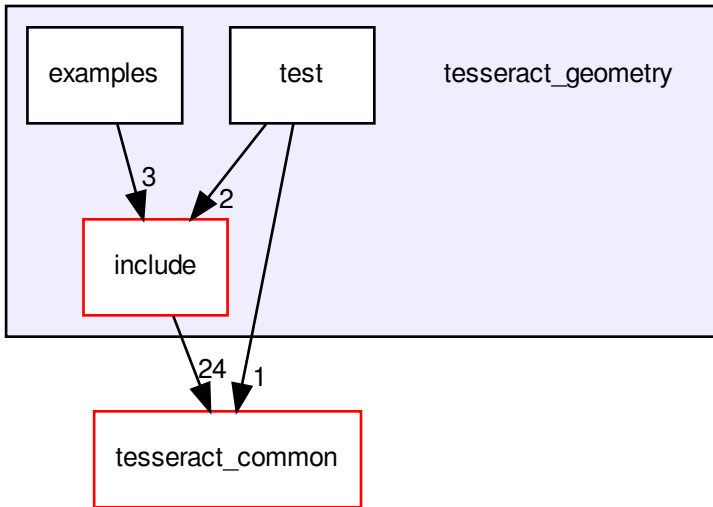 examples
test
tesseract_geometry
3
2
include
24
1
tesseract_common